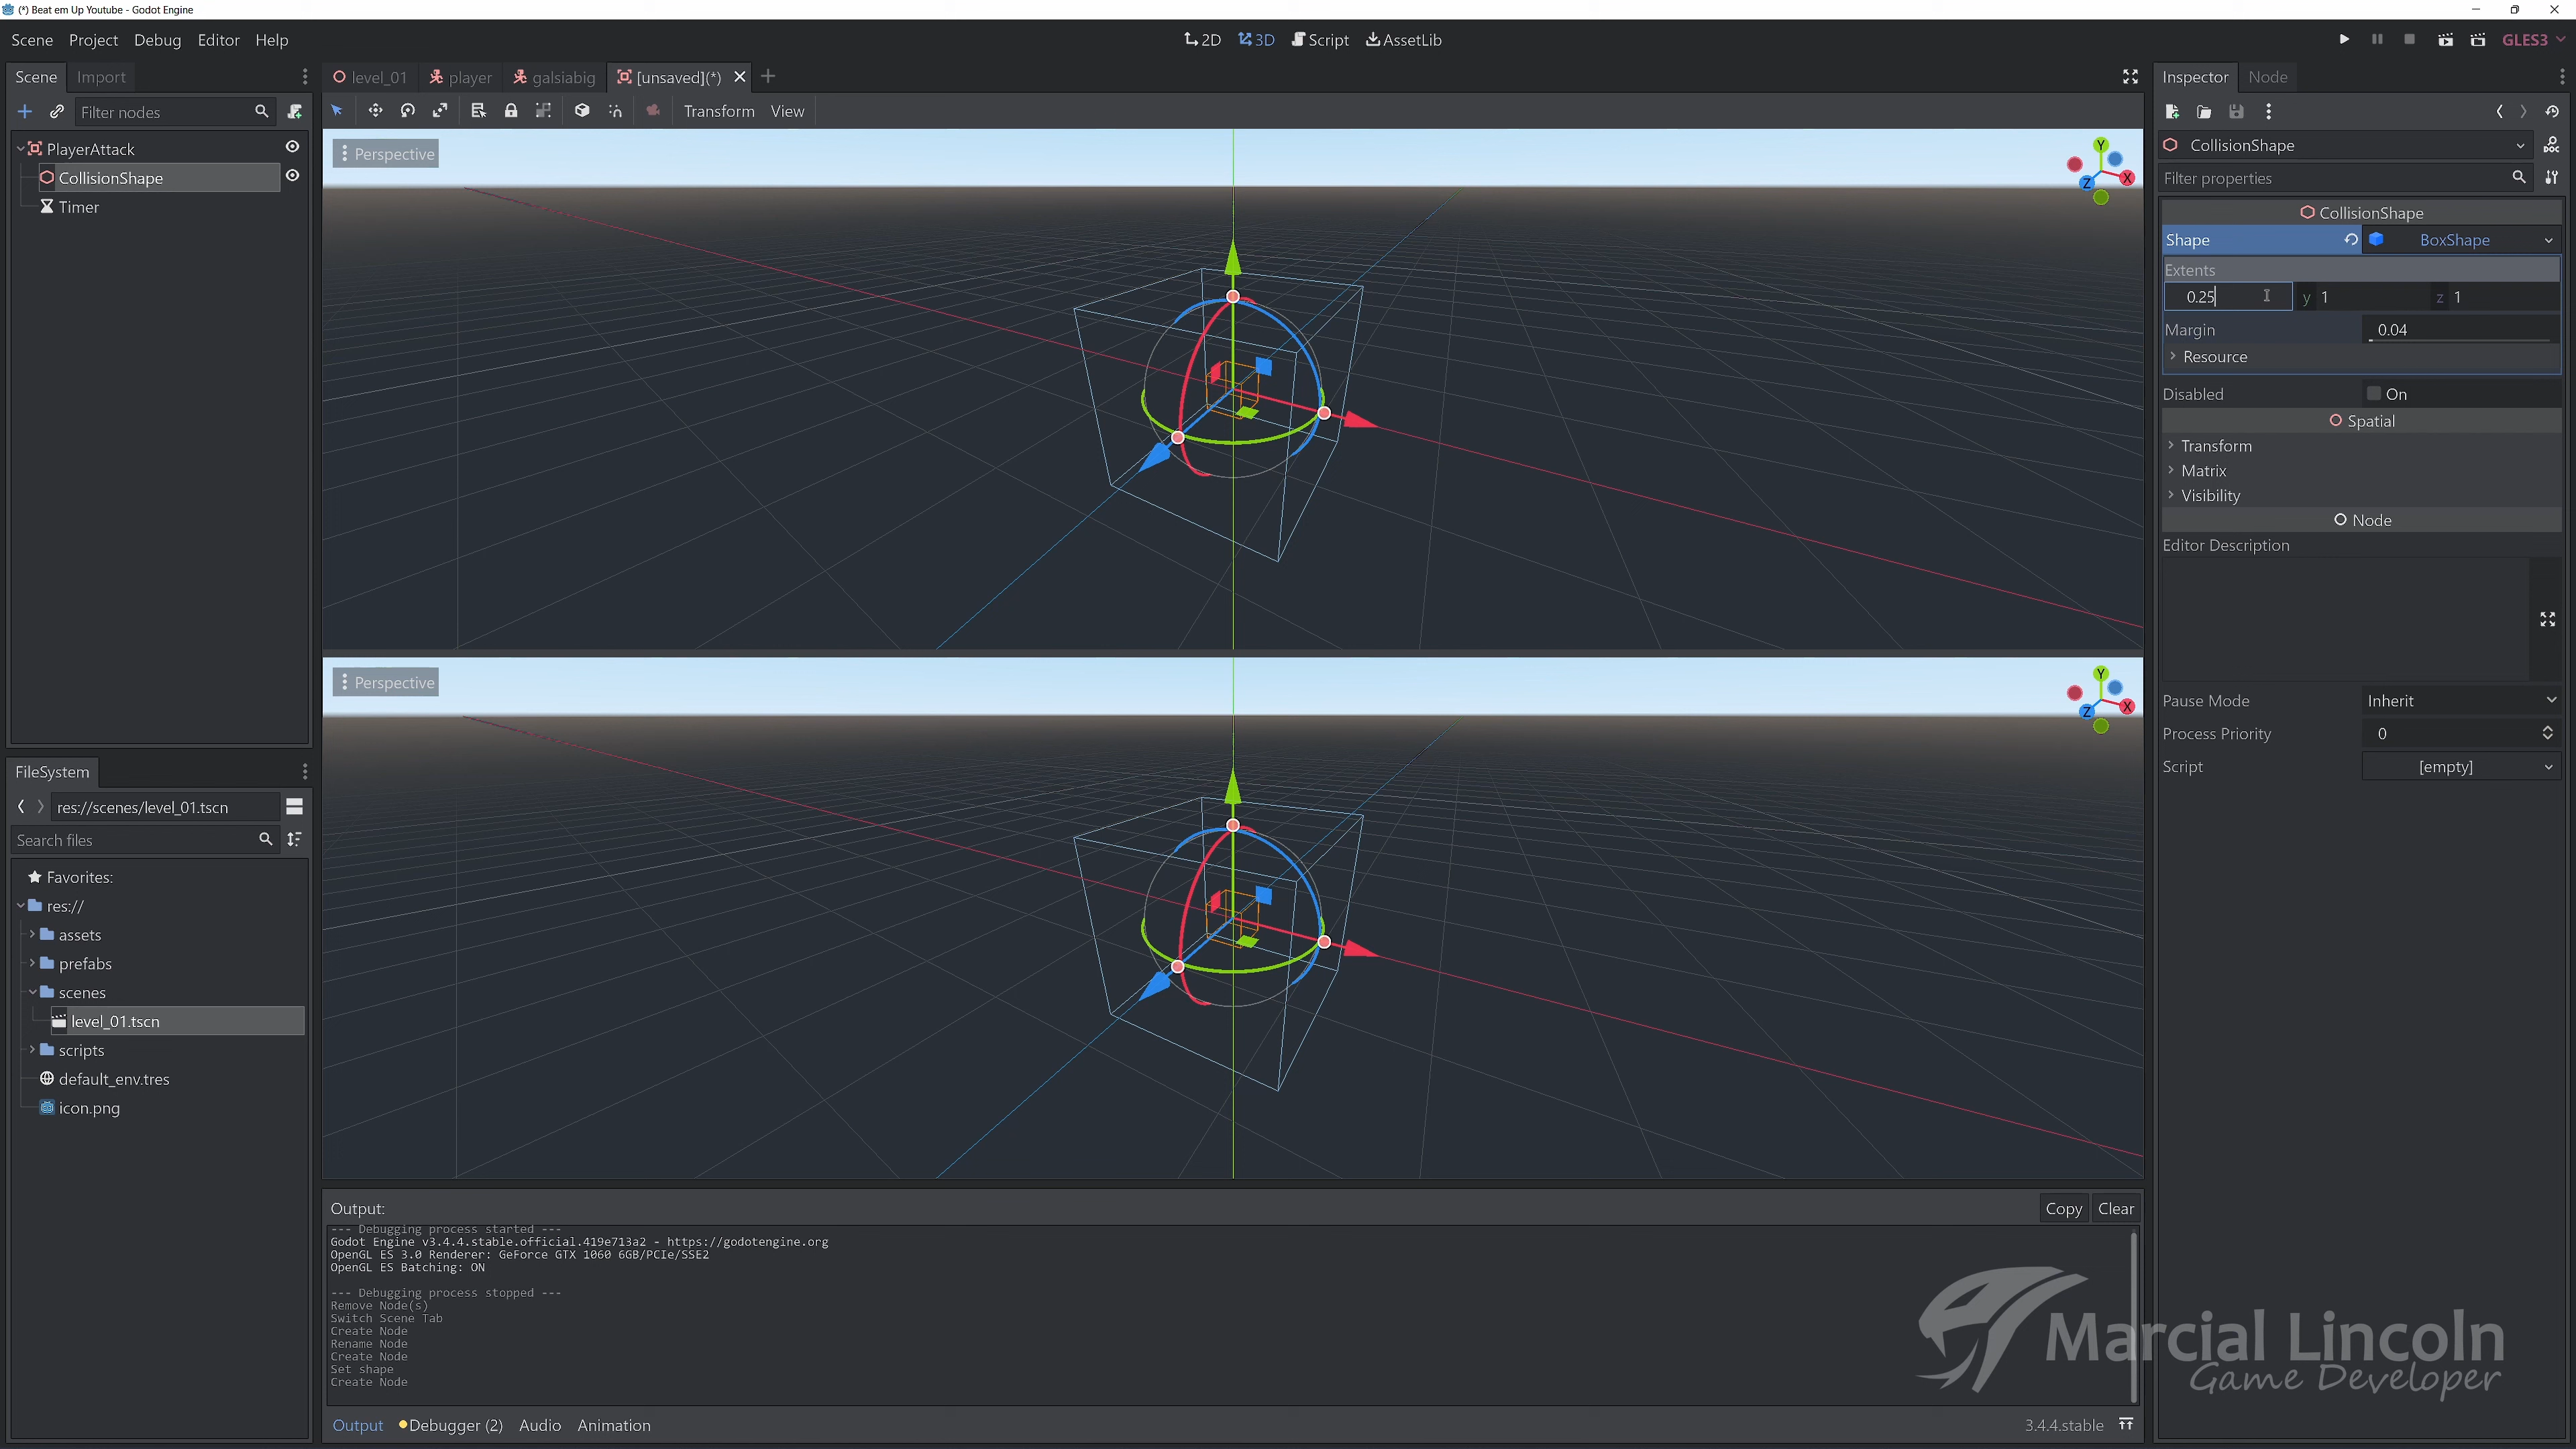 (*) Beat em Up Youtube - Godot Engine
Scene Project Debug Editor Help
2D 3D Script AssetLib
GLES3
Scene Import
level_01 player galsiabig [unsaved](*)
Inspector Node
Filter nodes
Transform View
PlayerAttack
CollisionShape
Timer
Perspective
Y
Z X
CollisionShape
Filter properties
CollisionShape
Shape BoxShape
Extents
0.25 y 1 z 1
Margin 0.04
Resource
Disabled On
Spatial
Transform
Matrix
Visibility
Node
Editor Description
Pause Mode Inherit
Process Priority 0
Script [empty]
Perspective
Y
Z X
FileSystem
res://scenes/level_01.tscn
Search files
Favorites:
res://
assets
prefabs
scenes
level_01.tscn
scripts
default_env.tres
icon.png
Output:
Copy Clear
--- Debugging process started ---
Godot Engine v3.4.4.stable.official.419e713a2 - https://godotengine.org
OpenGL ES 3.0 Renderer: GeForce GTX 1060 6GB/PCIe/SSE2
OpenGL ES Batching: ON
--- Debugging process stopped ---
Remove Node(s)
Switch Scene Tab
Create Node
Rename Node
Create Node
Set shape
Create Node
Output Debugger (2) Audio Animation
3.4.4.stable
Marcial Lincoln
Game Developer